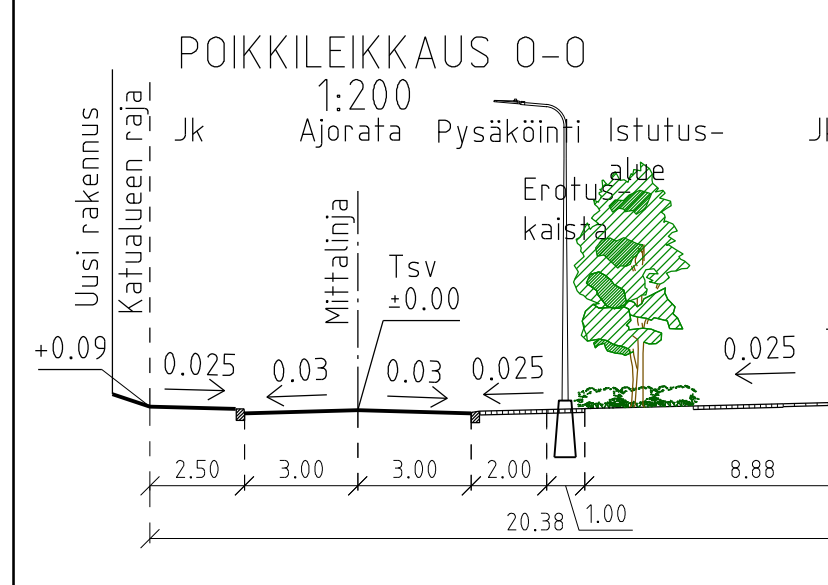 POIKKILEIKKAUS 0-0
1:200
Uusi rakennus
Katualueen raja
Jk
Ajorata
Pysäköinti
Istutus-
alue
Erotus-
kaista
Mittalinja
Tsv
±0.00
+0.09
0.025
0.03
0.03
0.025
0.025
2.50
3.00
3.00
2.00
8.88
1.00
20.38